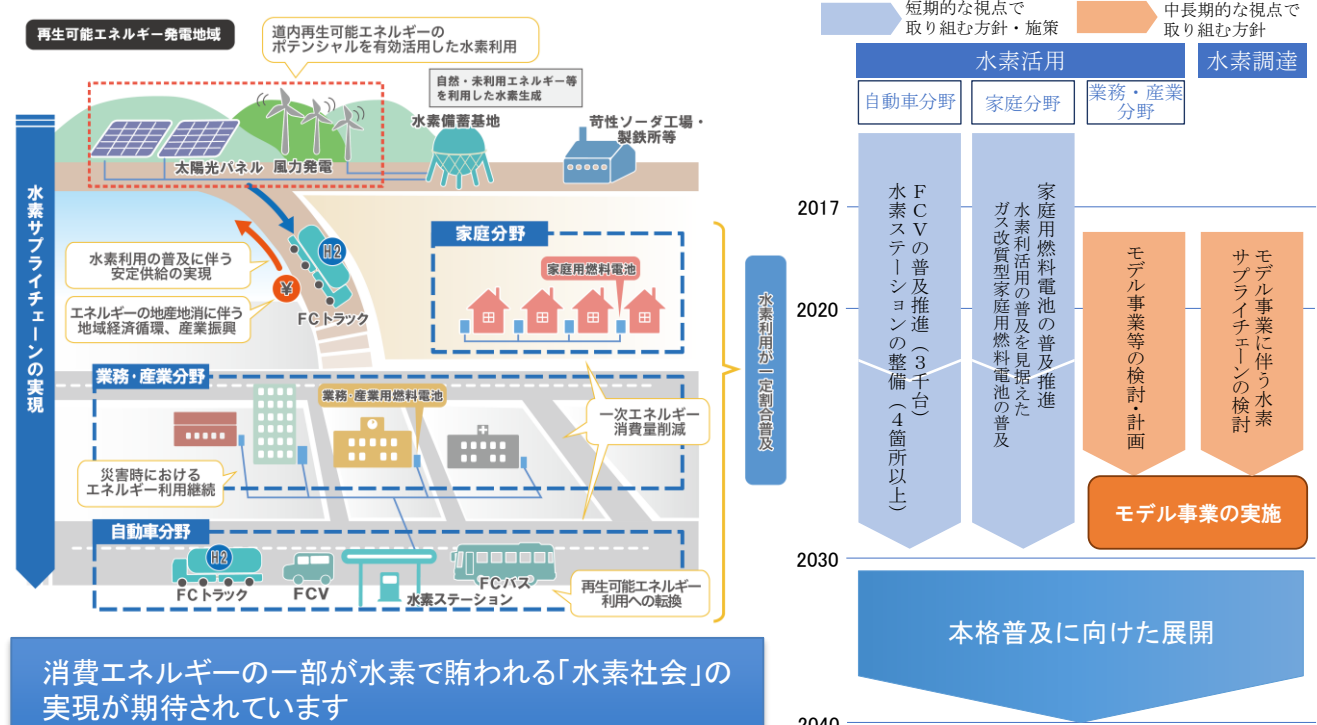 再生可能エネルギー発電地域
道内再生可能エネルギーの
ポテンシャルを有効活用した水素利用
自然・未利用エネルギー等
を利用した水素生成
水素備蓄基地
苛性ソーダ工場・
製鉄所等
太陽光パネル
風力発電
水素サプライチェーンの実現
水素利用の普及に伴う
安定供給の実現
エネルギーの地産地消に伴う
地域経済循環、産業振興
¥
H2
FCトラック
家庭分野
家庭用燃料電池
業務・産業分野
業務・産業用燃料電池
一次エネルギー
消費量削減
災害時における
エネルギー利用継続
自動車分野
H2
FCトラック
FCV
水素ステーション
FCバス
再生可能エネルギー
利用への転換
水素利用が一定割合普及
消費エネルギーの一部が水素で賄われる「水素社会」の
実現が期待されています
短期的な視点で
取り組む方針・施策
中長期的な視点で
取り組む方針
水素活用
水素調達
自動車分野
家庭分野
業務・産業
分野
2017
2020
2030
2040
FCVの普及推進（3千台）
水素ステーションの整備（4箇所以上）
家庭用燃料電池の普及推進
水素利活用の普及を見据えた
ガス改質型家庭用燃料電池の普及
モデル事業等の検討・計画
モデル事業に伴う水素
サプライチェーンの検討
モデル事業の実施
本格普及に向けた展開